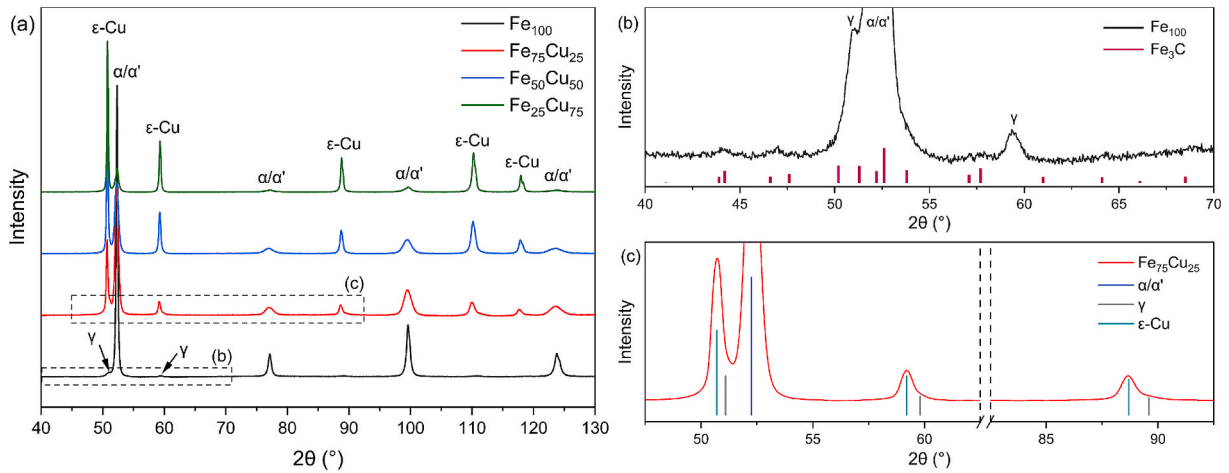 (a)
ε-Cu
α/α'
ε-Cu
ε-Cu
α/α'
α/α'
ε-Cu
ε-Cu
α/α'
Fe₁₀₀
Fe₇₅Cu₂₅
Fe₅₀Cu₅₀
Fe₂₅Cu₇₅
(c)
γ
γ
(b)
Intensity
40 50 60 70 80 90 100 110 120 130
2θ (°)
(b)
γ
α/α'
γ
Fe₁₀₀
Fe₃C
Intensity
40 45 50 55 60 65 70
2θ (°)
(c)
Fe₇₅Cu₂₅
α/α'
γ
ε-Cu
Intensity
50 55 60 85 90
2θ (°)